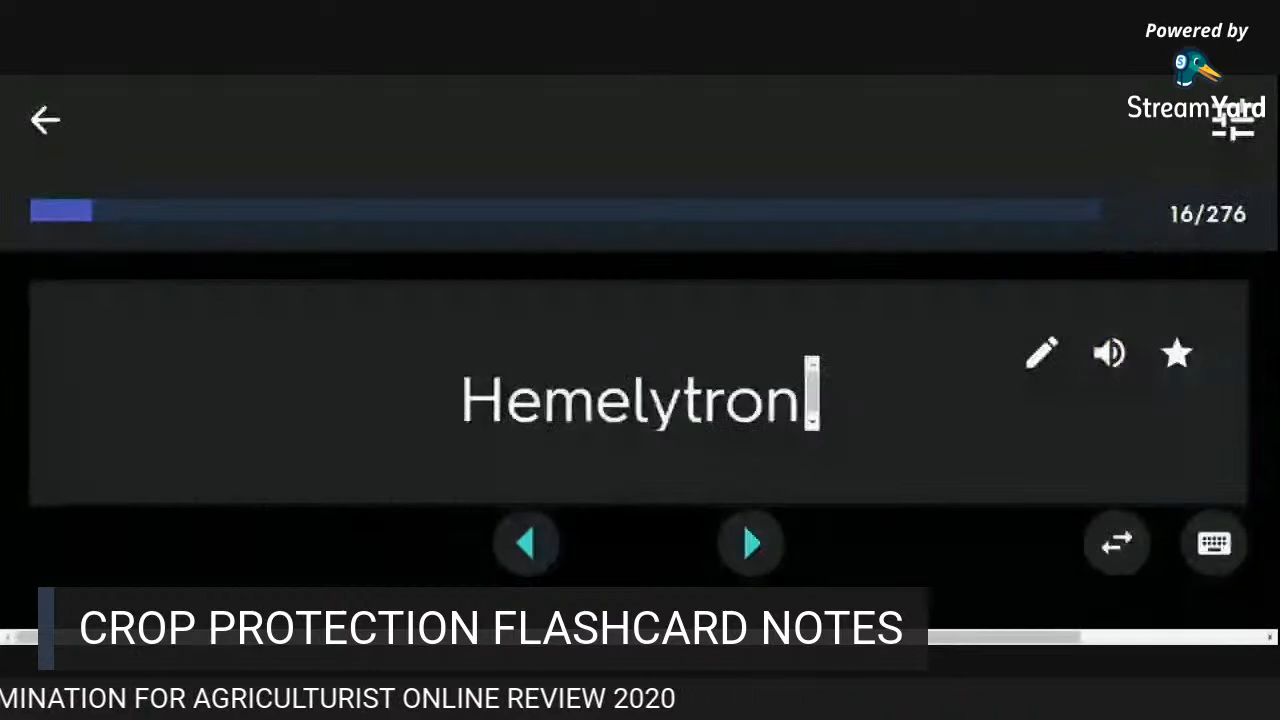 Powered by
StreamYard
16/276
Hemelytron
CROP PROTECTION FLASHCARD NOTES
MINATION FOR AGRICULTURIST ONLINE REVIEW 2020